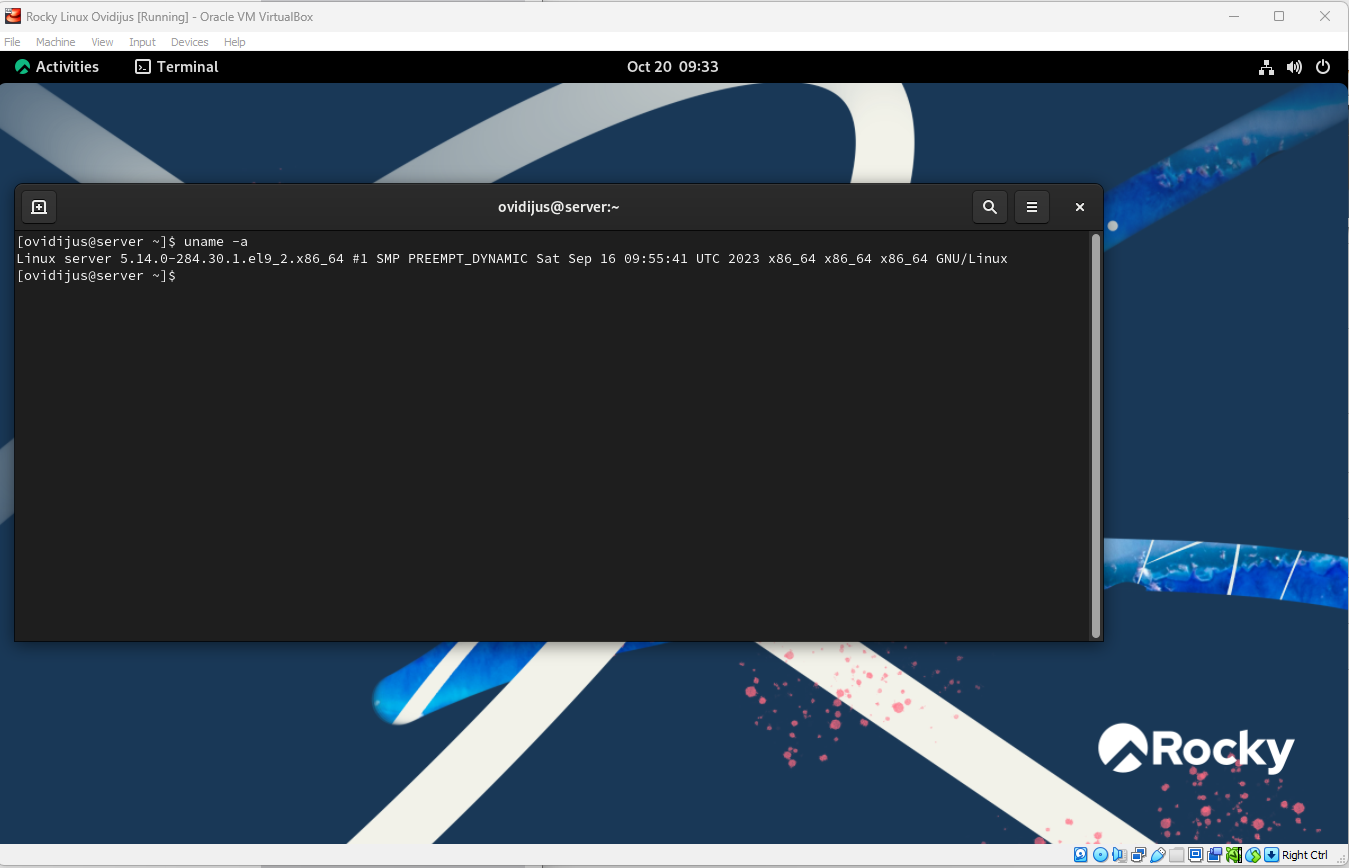 Rocky Linux Ovidijus [Running] - Oracle VM VirtualBox
File Machine View Input Devices Help
Activities Terminal Oct 20 09:33
ovidijus@server:~
[ovidijus@server ~]$ uname -a
Linux server 5.14.0-284.30.1.el9_2.x86_64 #1 SMP PREEMPT_DYNAMIC Sat Sep 16 09:55:41 UTC 2023 x86_64 x86_64 x86_64 GNU/Linux
[ovidijus@server ~]$
Rocky
Right Ctrl